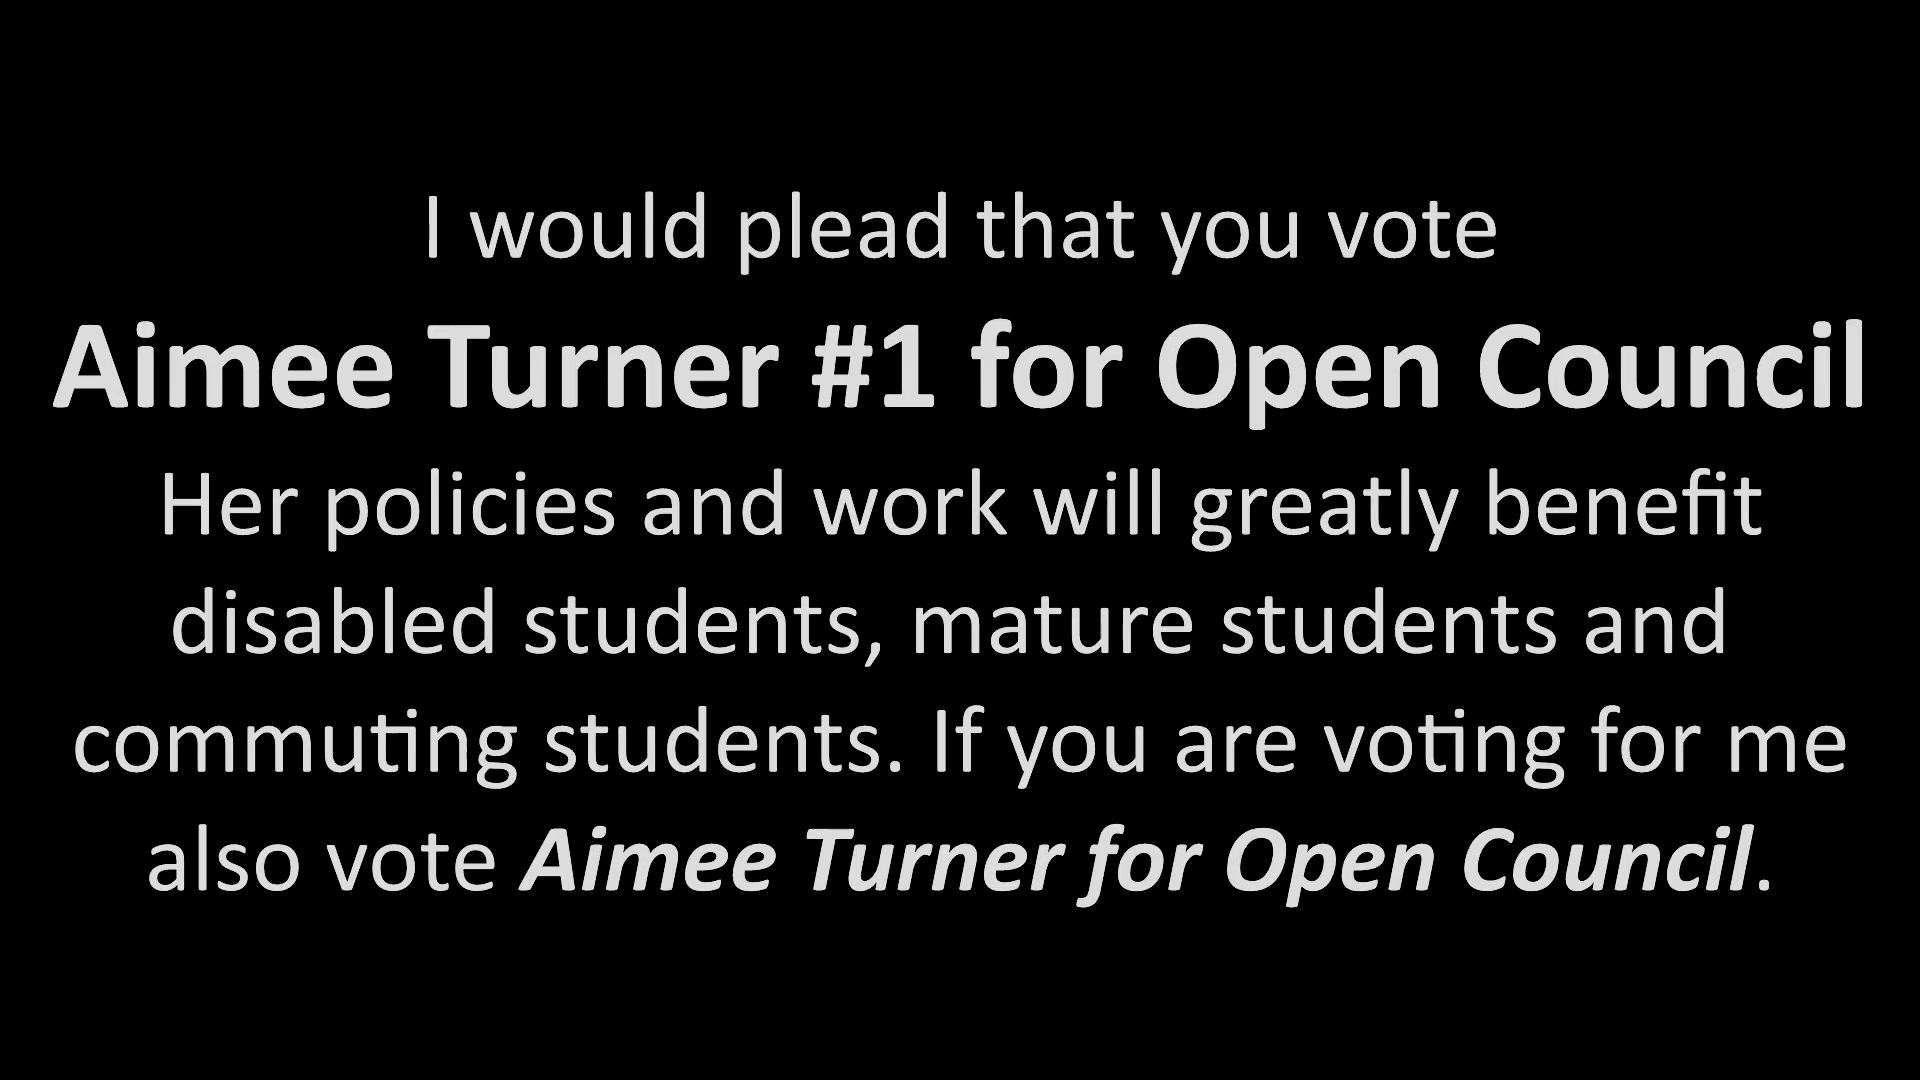 I would plead that you vote
Aimee Turner #1 for Open Council
Her policies and work will greatly benefit
disabled students, mature students and
commuting students. If you are voting for me
also vote Aimee Turner for Open Council.